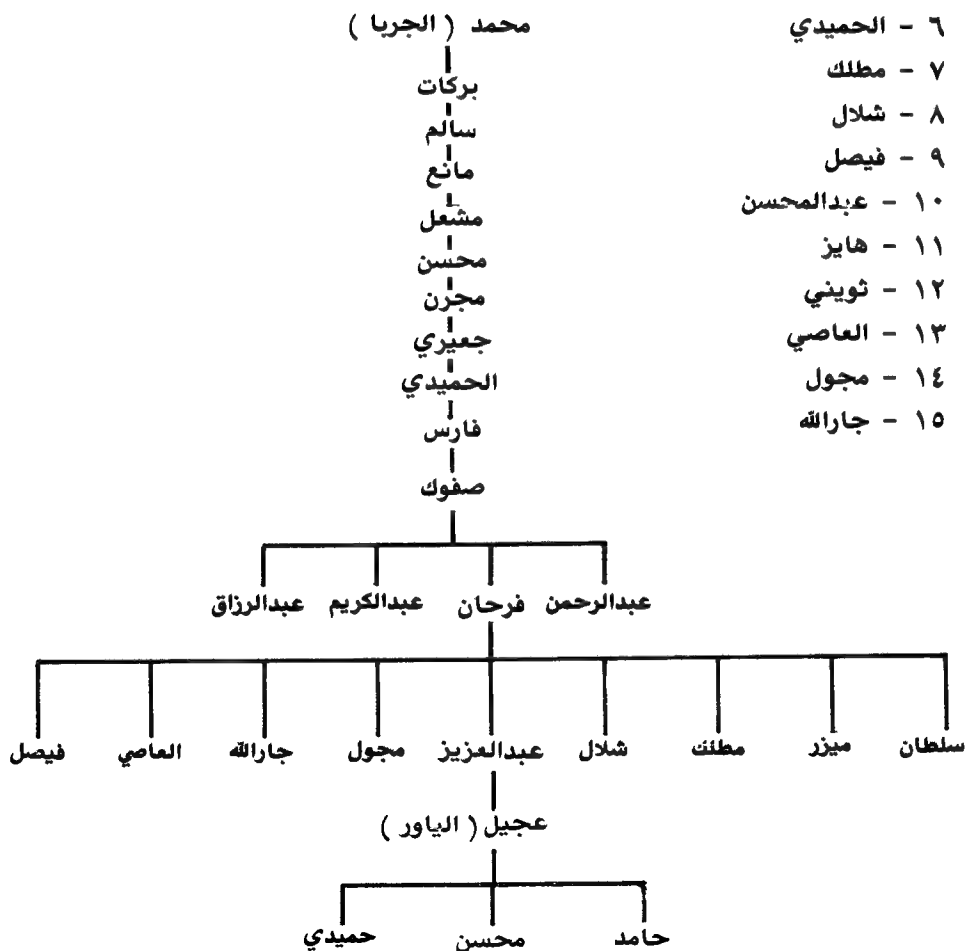 ٦ - الحميدي
٧ - مطلك
٨ - شلال
٩ - فيصل
١٠ - عبدالمحسن
١١ - هايز
١٢ - ثويني
١٣ - العاصي
١٤ - مجول
١٥ - جارالله
محمد ( الجربا )
بركات
سالم
مانع
مشعل
محسن
مجرن
جعيري
الحميدي
فارس
صفوك
عبدالرحمن فرحان عبدالكريم عبدالرزاق
سلطان ميزر مطلك شلال عبدالعزيز مجول جارالله العاصي فيصل
عجيل ( الياور )
حامد محسن حميدي